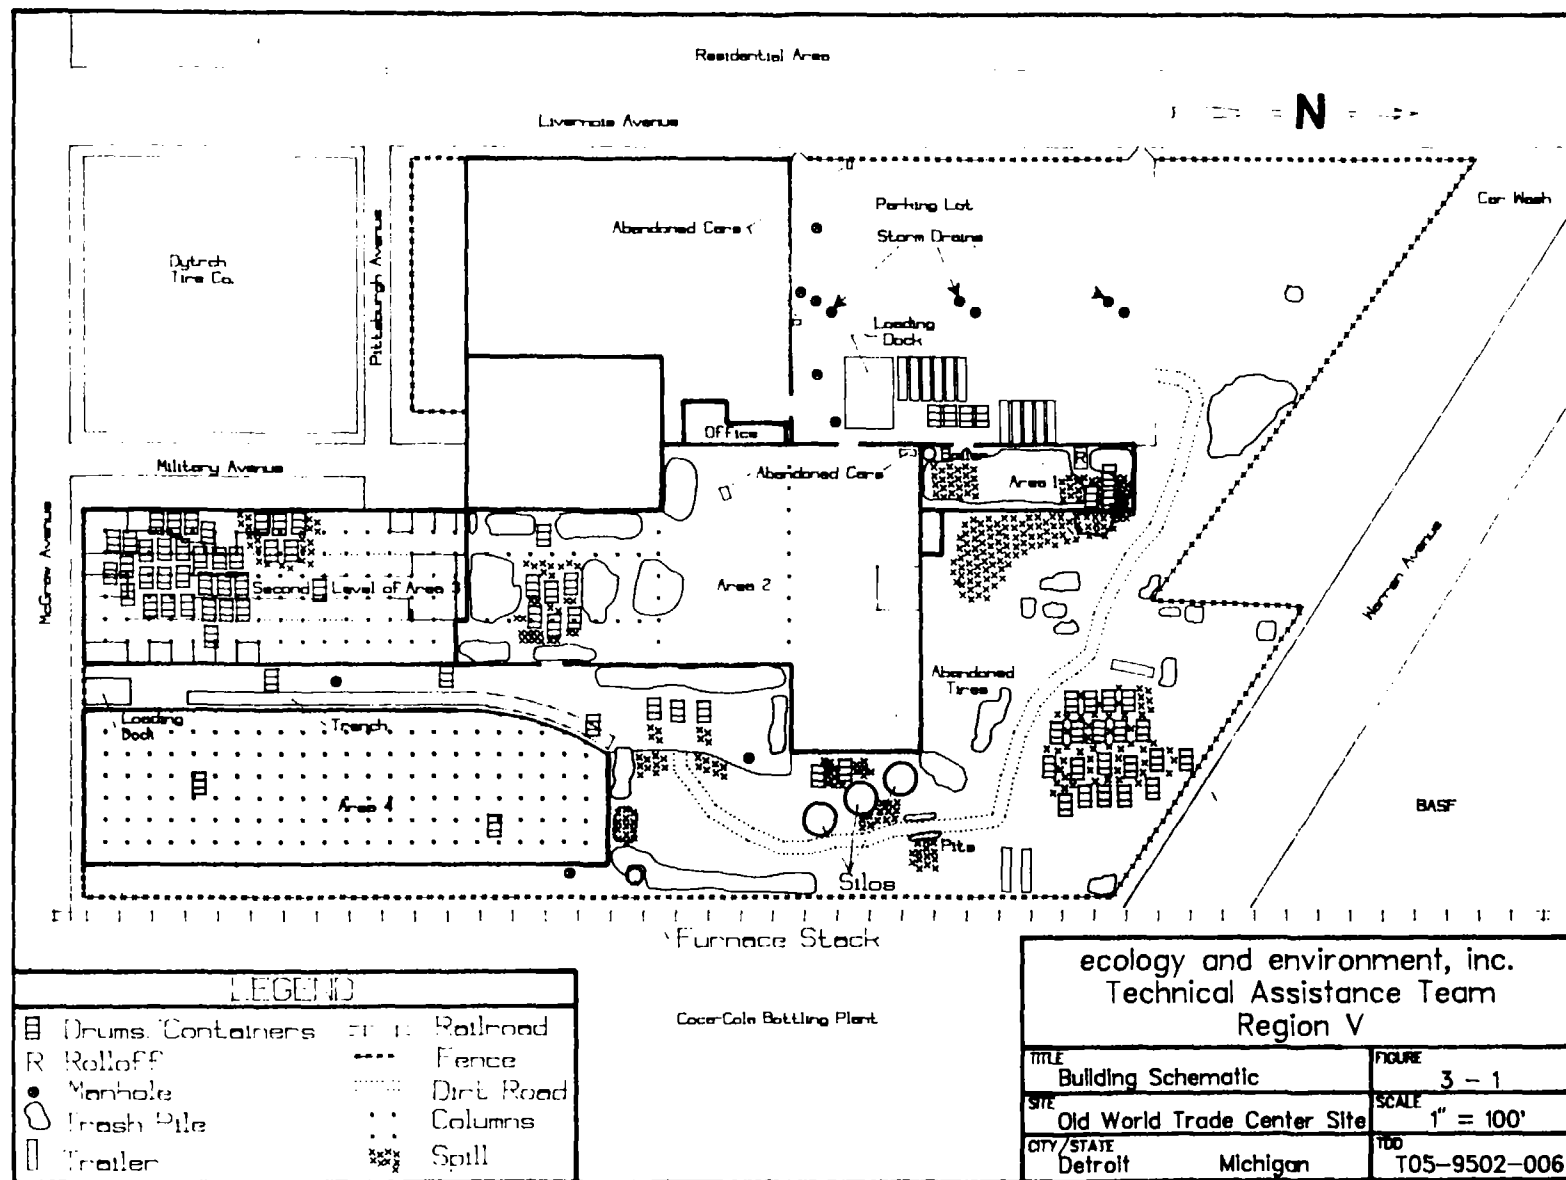 Residential Area
Livernois Avenue
N
Car Wash
Parking Lot
Abandoned Cars
Storm Drains
Dytrch
Tire Co.
Pittsburgh Avenue
Loading
Dock
Office
Military Avenue
Abandoned Cars
Boiler
R
Area 1
McGraw Avenue
Second Level of Area 3
Area 2
Warren Avenue
Abandoned
Tires
Loading
Dock
Trench
Area 4
BASF
Pits
Silos
Furnace Stack
Coca-Cola Bottling Plant
LEGEND
Drums/Containers
Railroad
R Rolloff
Fence
Manhole
Dirt Road
Trash Pile
Columns
Trailer
Spill
ecology and environment, inc.
Technical Assistance Team
Region V
TITLE
Building Schematic
FIGURE
3 - 1
SITE
Old World Trade Center Site
SCALE
1" = 100'
CITY/STATE
Detroit Michigan
TDD
T05-9502-006